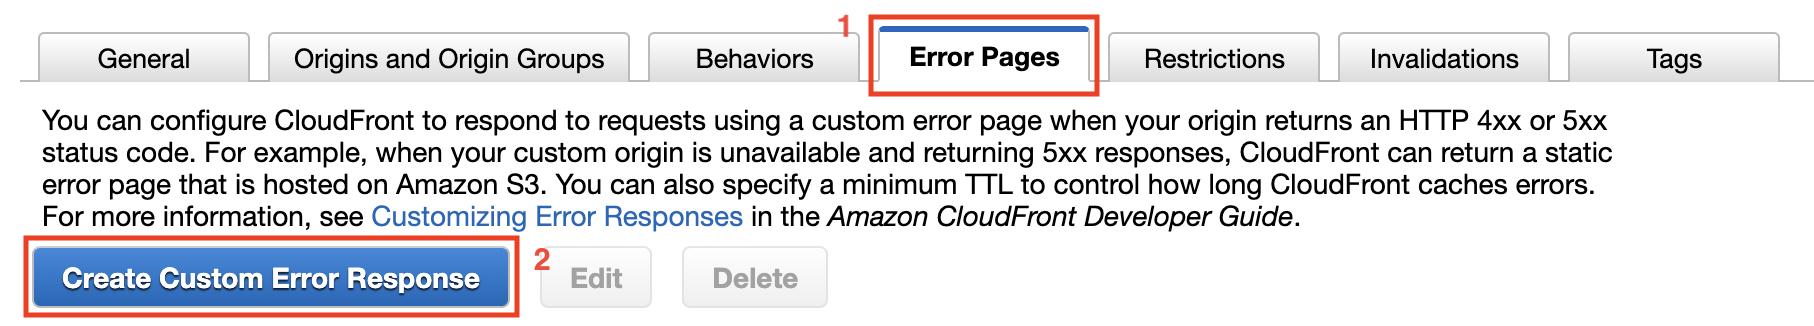 General
Origins and Origin Groups
Behaviors
1
Error Pages
Restrictions
Invalidations
Tags
You can configure CloudFront to respond to requests using a custom error page when your origin returns an HTTP 4xx or 5xx
status code. For example, when your custom origin is unavailable and returning 5xx responses, CloudFront can return a static
error page that is hosted on Amazon S3. You can also specify a minimum TTL to control how long CloudFront caches errors.
For more information, see Customizing Error Responses in the Amazon CloudFront Developer Guide.
Create Custom Error Response
2
Edit
Delete